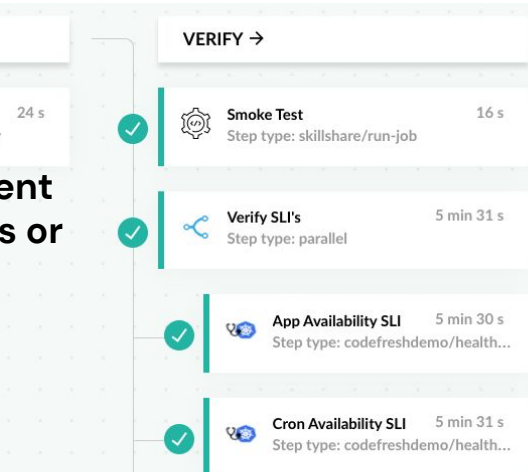 VERIFY →
24 s
Smoke Test 16 s
Step type: skillshare/run-job
ent
s or
Verify SLI's 5 min 31 s
Step type: parallel
App Availability SLI 5 min 30 s
Step type: codefreshdemo/health...
Cron Availability SLI 5 min 31 s
Step type: codefreshdemo/health...